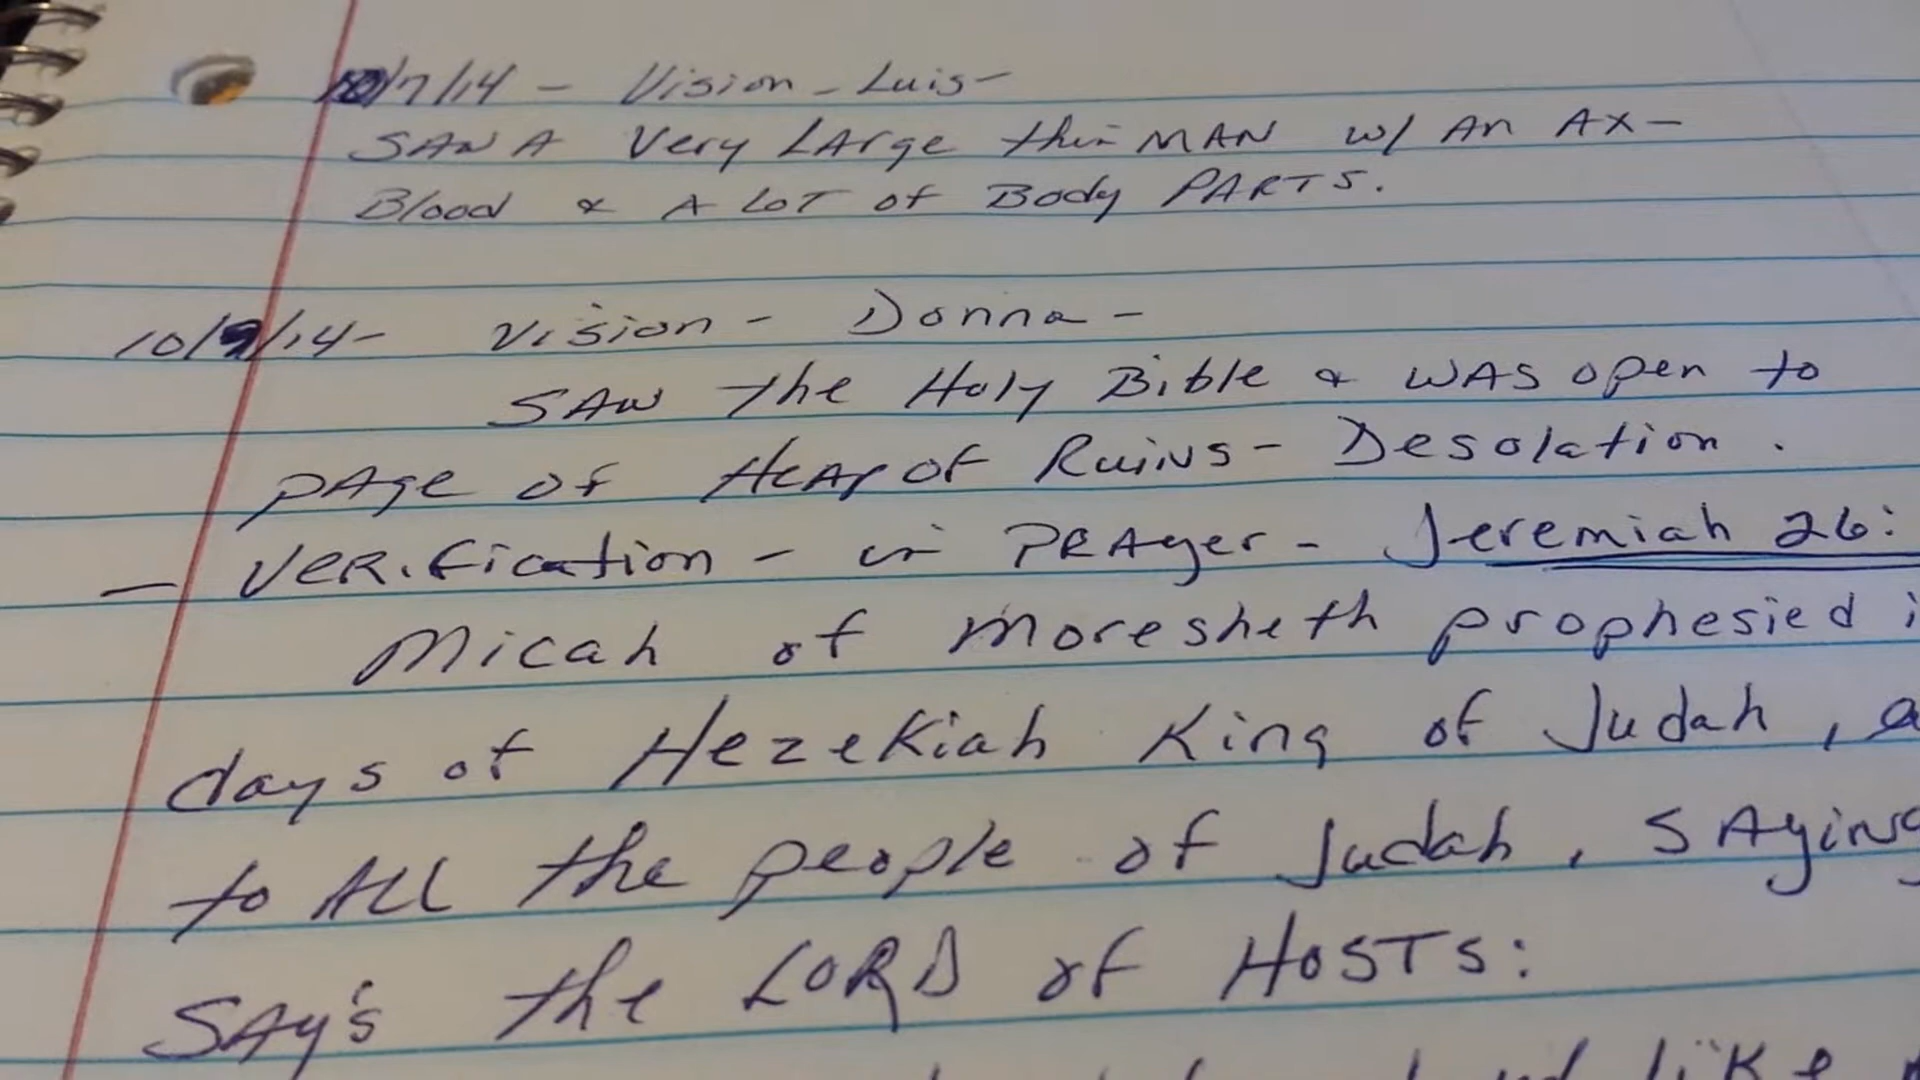 10/7/14 - Vision - Luis -
SAW A Very LArge thin MAN w/ An AX -
Blood & A LOT of Body PARTS.
10/9/14 - Vision - Donna -
SAW the Holy Bible & WAS open to
PAge of HeAp of Ruins - Desolation .
- VeRification - in PRAyer - Jeremiah 26:
Micah of Moresheth prophesied i
days of Hezekiah King of Judah, a
to ALL the people of Judah, SAying
SAy's the LORD of HOSTS:
like